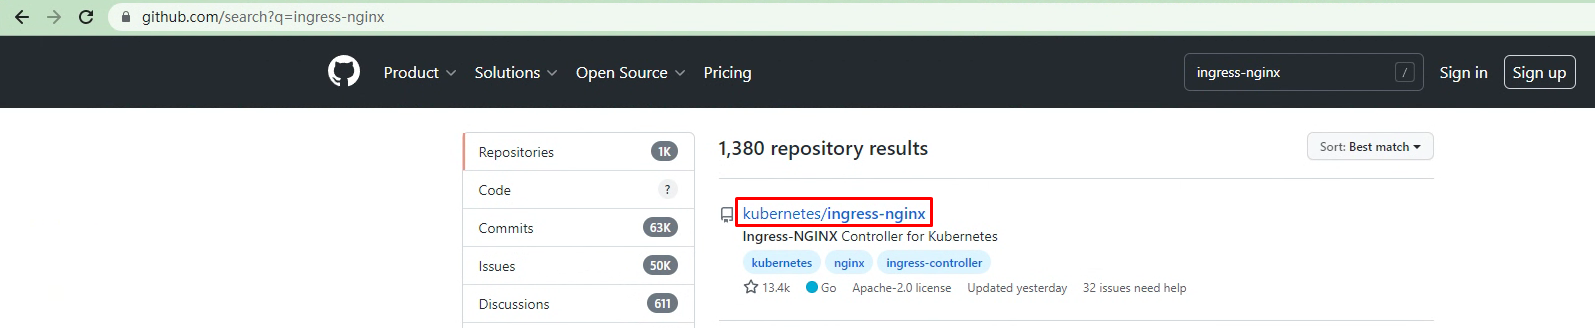 github.com/search?q=ingress-nginx
Product Solutions Open Source Pricing ingress-nginx / Sign in Sign up
Repositories 1K
Code ?
Commits 63K
Issues 50K
Discussions 611
1,380 repository results
Sort: Best match
kubernetes/ingress-nginx
Ingress-NGINX Controller for Kubernetes
kubernetes nginx ingress-controller
13.4k Go Apache-2.0 license Updated yesterday 32 issues need help